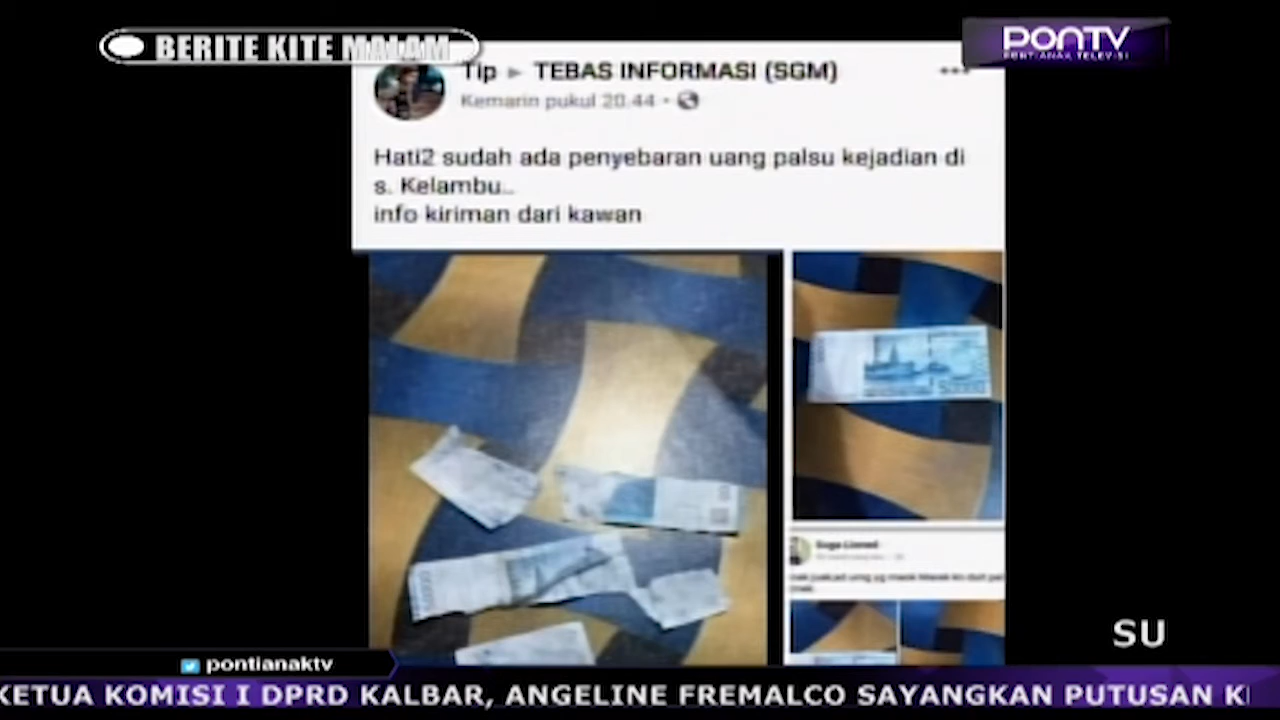 BERITE KITE MALAM
PONTV
PONTIANAK TELEVISI
Tip ► TEBAS INFORMASI (SGM)
Kemarin pukul 20.44
Hati2 sudah ada penyebaran uang palsu kejadian di
s. Kelambu..
info kiriman dari kawan
50000
SU
pontianaktv
KETUA KOMISI I DPRD KALBAR, ANGELINE FREMALCO SAYANGKAN PUTUSAN K